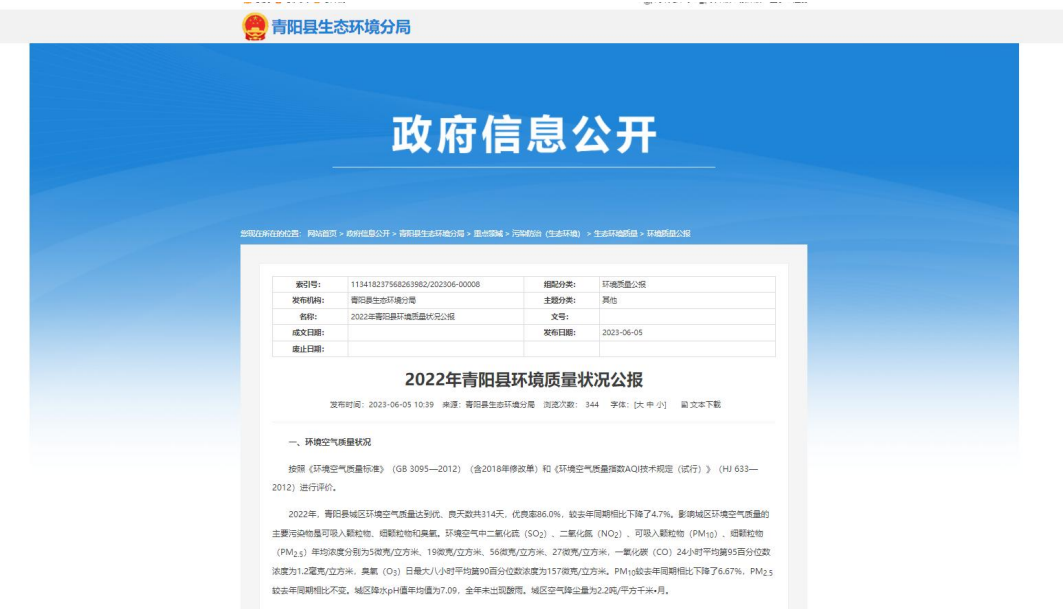 青阳县生态环境分局
政府信息公开
您现在所在的位置： 网站首页 > 政府信息公开 > 青阳县生态环境分局 > 重点领域 > 污染防治（生态环境） > 生态环境质量 > 环境质量公报
索引号： 113418237568263982/202306-00008 组配分类： 环境质量公报
发布机构： 青阳县生态环境分局 主题分类： 其他
名称： 2022年青阳县环境质量状况公报 文号：
成文日期： 发布日期： 2023-06-05
废止日期：
2022年青阳县环境质量状况公报
发布时间：2023-06-05 10:39 来源：青阳县生态环境分局 浏览次数： 344 字体：[大 中 小] 文本下载
一、环境空气质量状况
按照《环境空气质量标准》（GB 3095—2012）（含2018年修改单）和《环境空气质量指数AQI技术规定（试行）》（HJ 633—
2012）进行评价。
2022年，青阳县城区环境空气质量达到优、良天数共314天，优良率86.0%，较去年同期相比下降了4.7%。影响城区环境空气质量的
主要污染物是可吸入颗粒物、细颗粒物和臭氧。环境空气中二氧化硫（SO2）、二氧化氮（NO2）、可吸入颗粒物（PM10）、细颗粒物
（PM2.5）年均浓度分别为5微克/立方米、19微克/立方米、56微克/立方米、27微克/立方米，一氧化碳（CO）24小时平均第95百分位数
浓度为1.2毫克/立方米，臭氧（O3）日最大八小时平均第90百分位数浓度为157微克/立方米。PM10较去年同期相比下降了6.67%，PM2.5
较去年同期相比不变。城区降水pH值年均值为7.09，全年未出现酸雨。城区空气降尘量为2.2吨/平方千米•月。